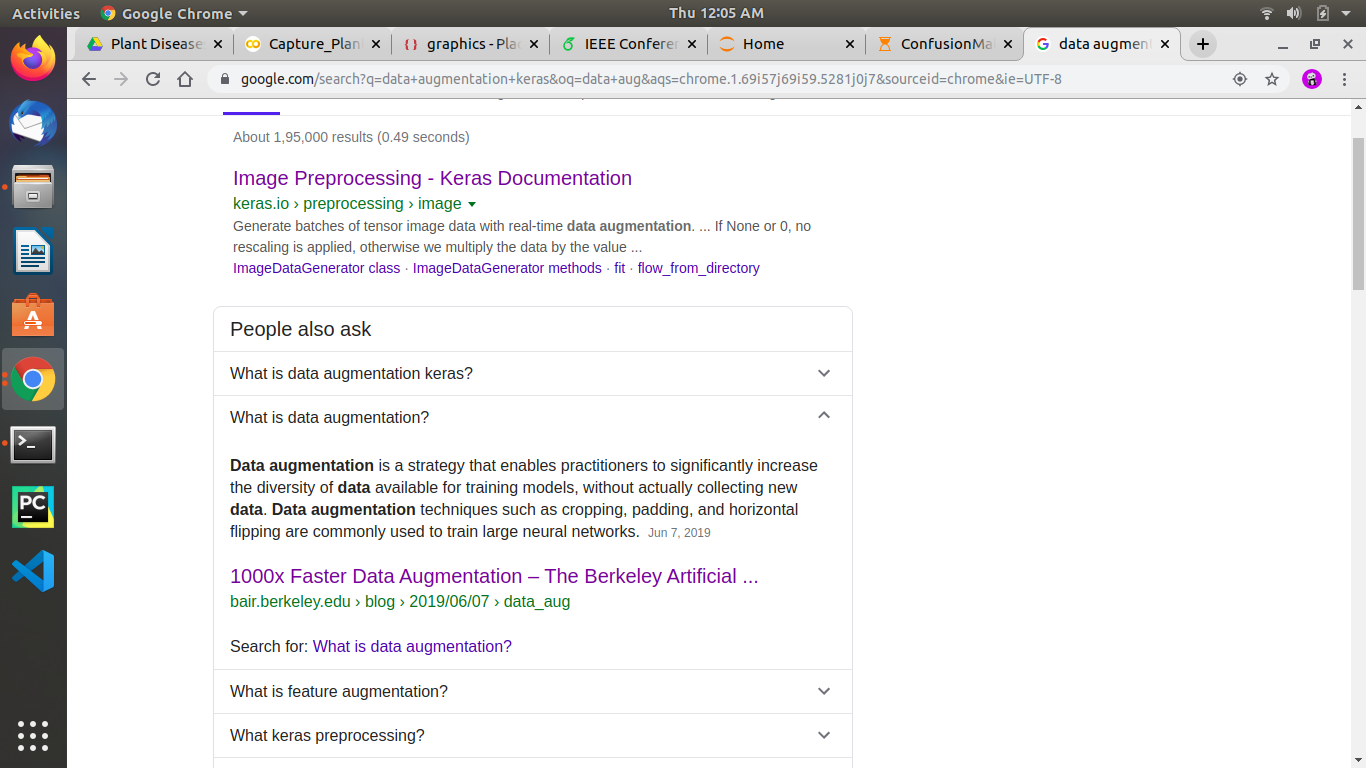 Activities
Google Chrome
Thu 12:05 AM
Plant Disease
Capture_Plan
graphics - Pla
IEEE Confere
Home
ConfusionMa
data augment
google.com/search?q=data+augmentation+keras&oq=data+aug&aqs=chrome.1.69i57j69i59.5281j0j7&sourceid=chrome&ie=UTF-8
About 1,95,000 results (0.49 seconds)
Image Preprocessing - Keras Documentation
keras.io › preprocessing › image
Generate batches of tensor image data with real-time data augmentation. ... If None or 0, no
rescaling is applied, otherwise we multiply the data by the value ...
ImageDataGenerator class · ImageDataGenerator methods · fit · flow_from_directory
People also ask
What is data augmentation keras?
What is data augmentation?
Data augmentation is a strategy that enables practitioners to significantly increase
the diversity of data available for training models, without actually collecting new
data. Data augmentation techniques such as cropping, padding, and horizontal
flipping are commonly used to train large neural networks. Jun 7, 2019
1000x Faster Data Augmentation – The Berkeley Artificial ...
bair.berkeley.edu › blog › 2019/06/07 › data_aug
Search for: What is data augmentation?
What is feature augmentation?
What keras preprocessing?
PC